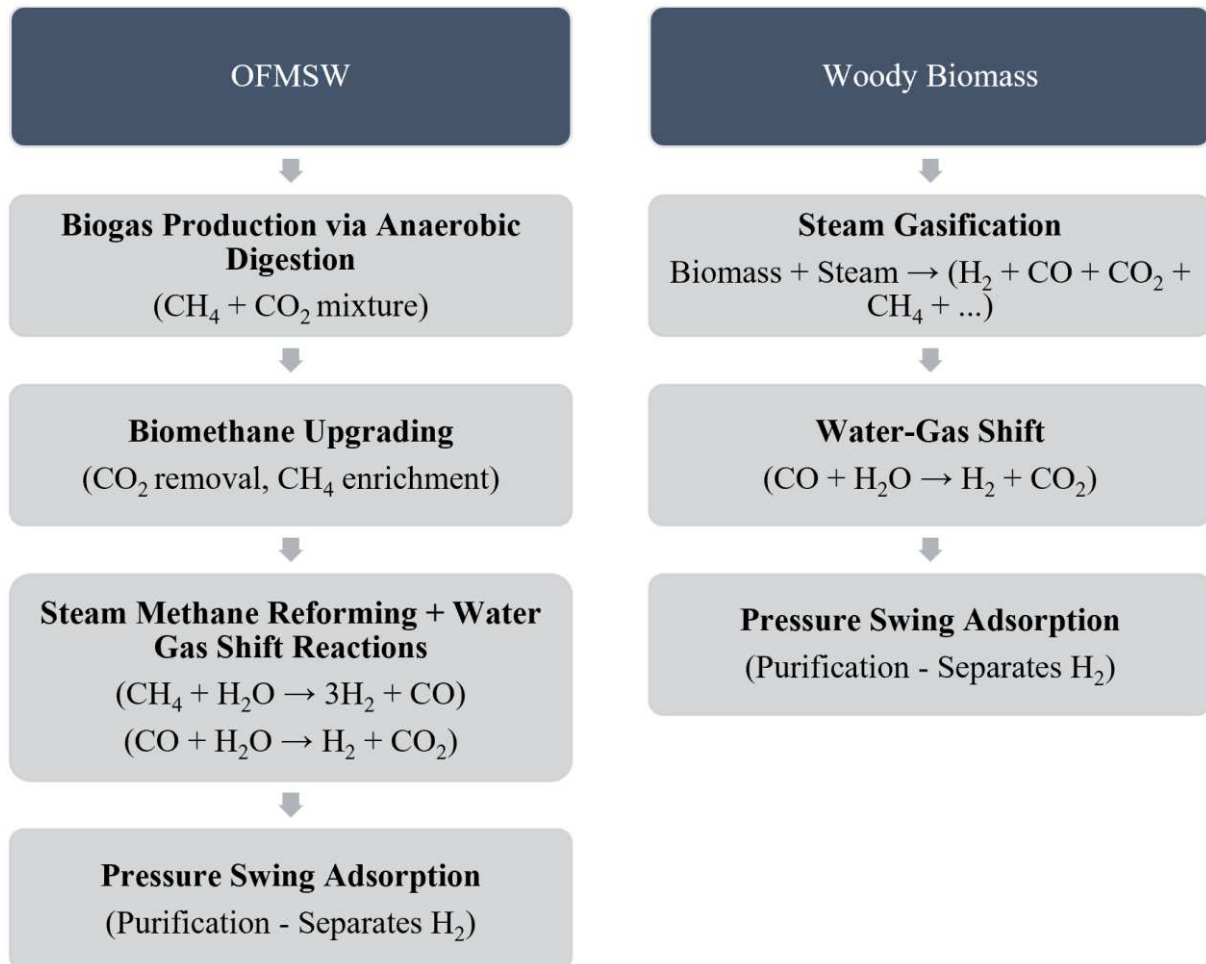 OFMSW
Biogas Production via Anaerobic
Digestion
(CH₄ + CO₂ mixture)
Biomethane Upgrading
(CO₂ removal, CH₄ enrichment)
Steam Methane Reforming + Water
Gas Shift Reactions
(CH₄ + H₂O → 3H₂ + CO)
(CO + H₂O → H₂ + CO₂)
Pressure Swing Adsorption
(Purification - Separates H₂)
Woody Biomass
Steam Gasification
Biomass + Steam → (H₂ + CO + CO₂ +
CH₄ + ...)
Water-Gas Shift
(CO + H₂O → H₂ + CO₂)
Pressure Swing Adsorption
(Purification - Separates H₂)